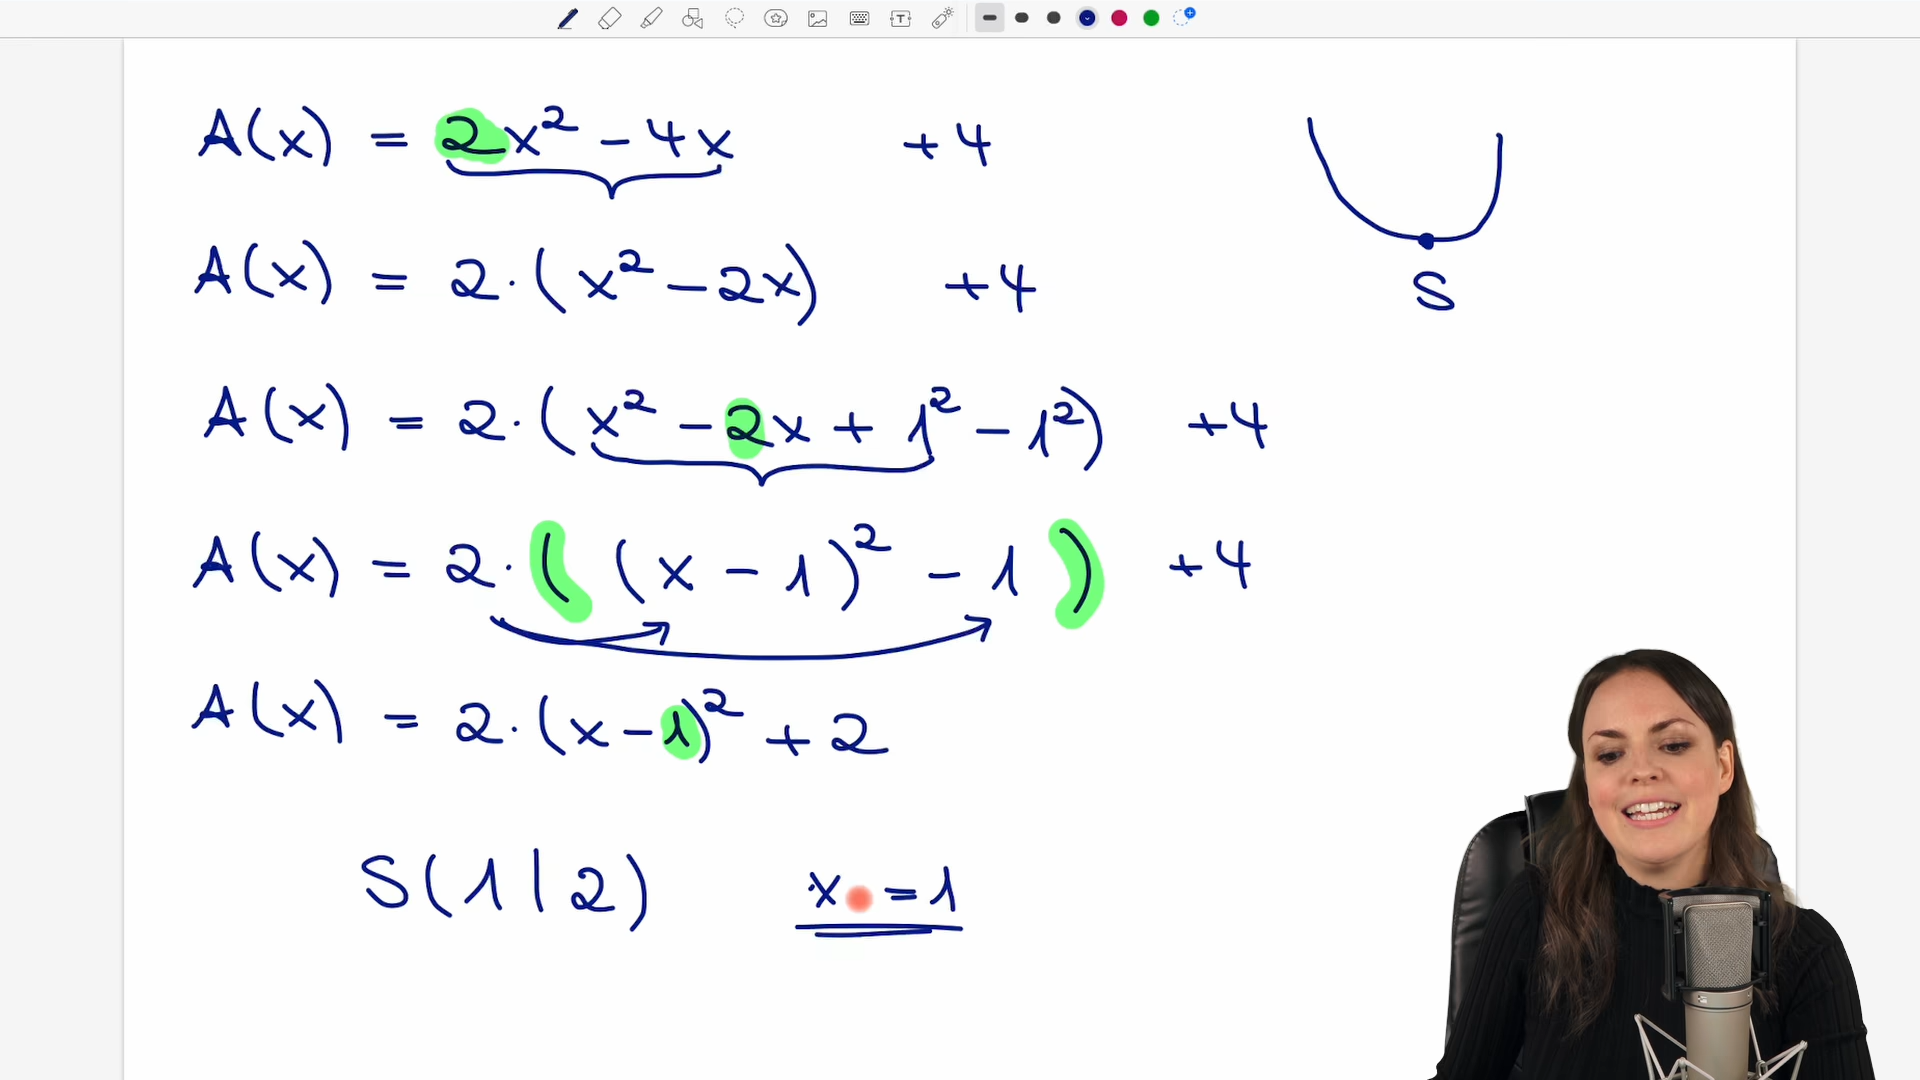 A(x) = 2x² - 4x +4
A(x) = 2·(x² - 2x) +4
A(x) = 2·(x² - 2x + 1² - 1²) +4
A(x) = 2·((x - 1)² - 1) +4
A(x) = 2·(x - 1)² + 2
S(1|2) x = 1
S